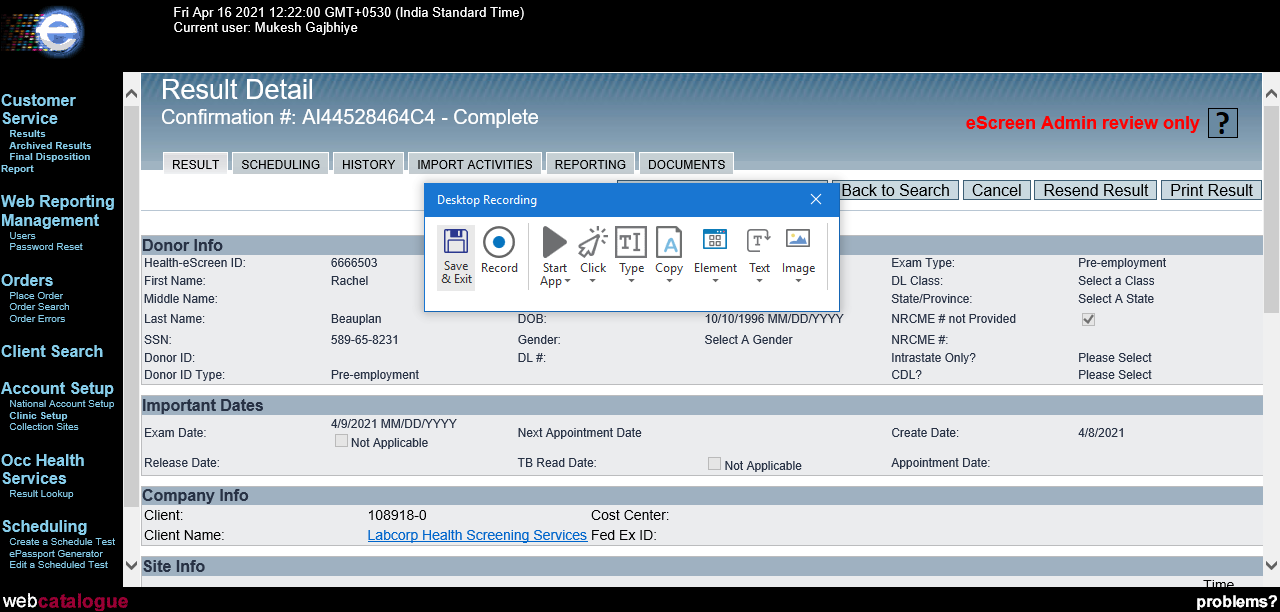 Fri Apr 16 2021 12:22:00 GMT+0530 (India Standard Time)
Current user: Mukesh Gajbhiye
Customer
Service
Results
Archived Results
Final Disposition
Report
Web Reporting
Management
Users
Password Reset
Orders
Place Order
Order Search
Order Errors
Client Search
Account Setup
National Account Setup
Clinic Setup
Collection Sites
Occ Health
Services
Result Lookup
Scheduling
Create a Schedule Test
ePassport Generator
Edit a Scheduled Test
Result Detail
Confirmation #: AI44528464C4 - Complete
eScreen Admin review only ?
RESULT SCHEDULING HISTORY IMPORT ACTIVITIES REPORTING DOCUMENTS
Back to Search Cancel Resend Result Print Result
Desktop Recording
Save & Exit Record Start App Click Type Copy Element Text Image
Donor Info
Health-eScreen ID: 6666503 Exam Type: Pre-employment
First Name: Rachel DL Class: Select a Class
Middle Name: State/Province: Select A State
Last Name: Beauplan DOB: 10/10/1996 MM/DD/YYYY NRCME # not Provided
SSN: 589-65-8231 Gender: Select A Gender NRCME #:
Donor ID: DL #: Intrastate Only? Please Select
Donor ID Type: Pre-employment CDL? Please Select
Important Dates
Exam Date: 4/9/2021 MM/DD/YYYY Not Applicable Next Appointment Date Create Date: 4/8/2021
Release Date: TB Read Date: Not Applicable Appointment Date:
Company Info
Client: 108918-0 Cost Center:
Client Name: Labcorp Health Screening Services Fed Ex ID:
Site Info
Time
webcatalogue problems?